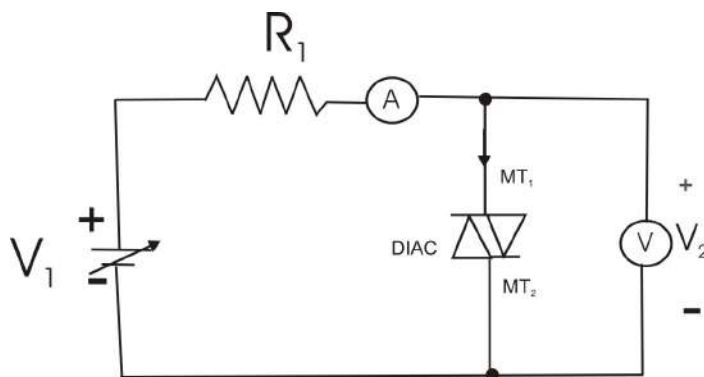 R₁
A
MT₁
+
+
V₁
DIAC
V
V₂
-
MT₂
-